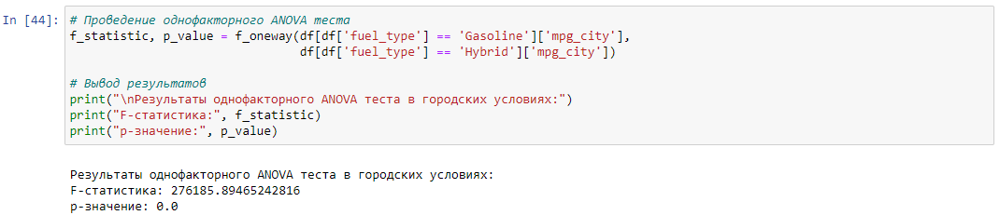 In [44]: # Проведение однофакторного ANOVA теста
f_statistic, p_value = f_oneway(df[df['fuel_type'] == 'Gasoline']['mpg_city'],
                                df[df['fuel_type'] == 'Hybrid']['mpg_city'])

# Вывод результатов
print("\nРезультаты однофакторного ANOVA теста в городских условиях:")
print("F-статистика:", f_statistic)
print("p-значение:", p_value)

Результаты однофакторного ANOVA теста в городских условиях:
F-статистика: 276185.89465242816
p-значение: 0.0